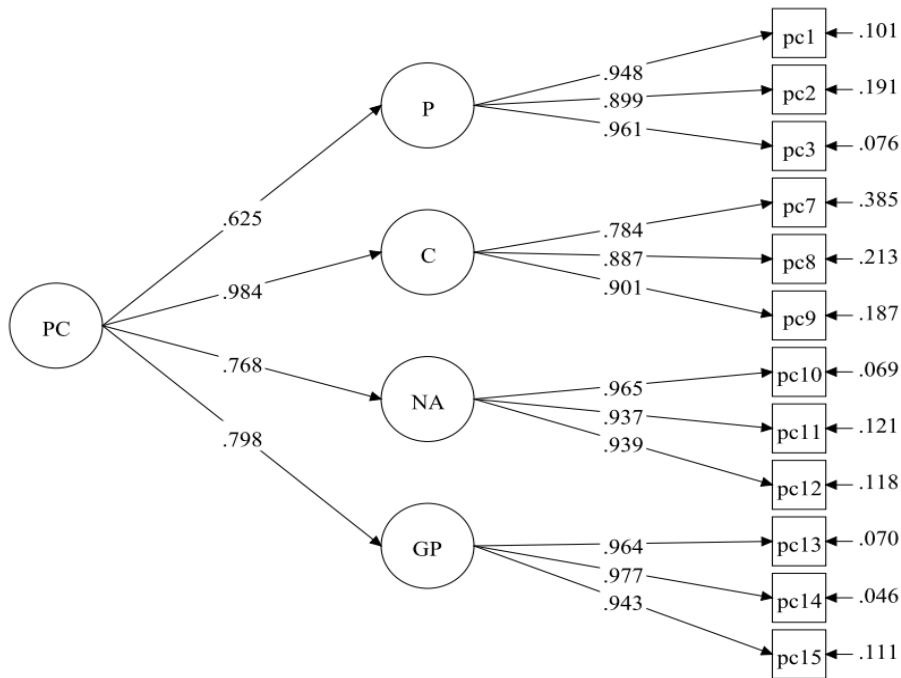 pc1 .101
.948
P
.899
pc2 .191
.961
pc3 .076
.625
pc7 .385
.784
C
.887
pc8 .213
.984
.901
pc9 .187
PC
.768
pc10 .069
.965
NA
.937
pc11 .121
.939
.798
pc12 .118
GP
.964
pc13 .070
.977
pc14 .046
.943
pc15 .111